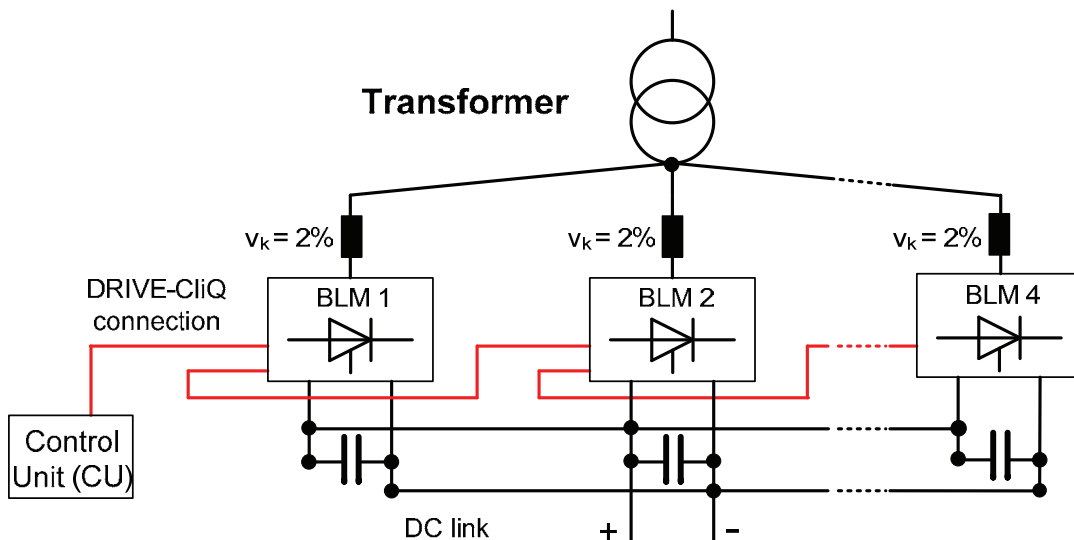 Transformer
vk = 2%
vk = 2%
vk = 2%
DRIVE-CliQ
connection
BLM 1
BLM 2
BLM 4
Control
Unit (CU)
DC link
+
-